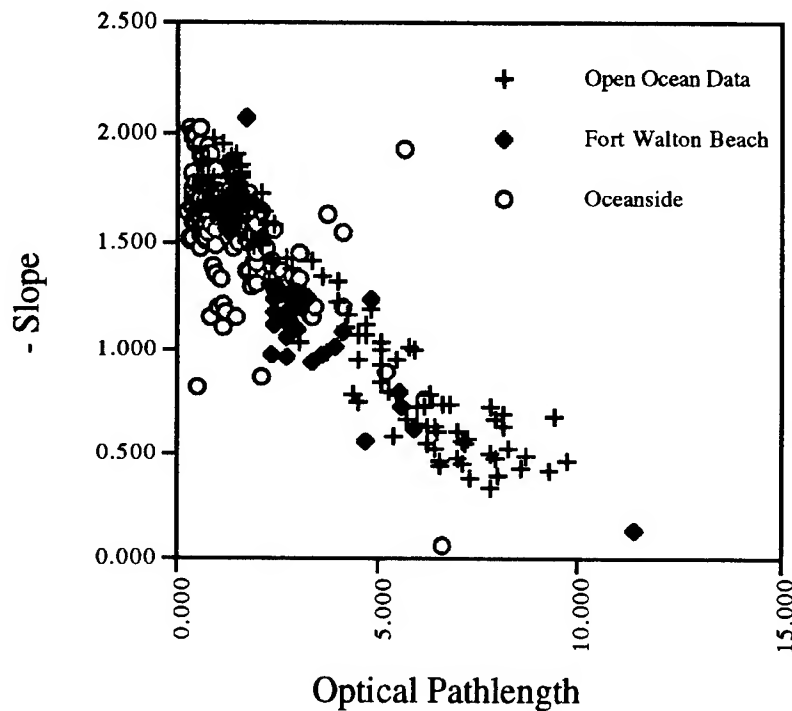 2.500
2.000
1.500
1.000
0.500
0.000
- Slope
Open Ocean Data
Fort Walton Beach
Oceanside
0.000
5.000
10.000
15.000
Optical Pathlength